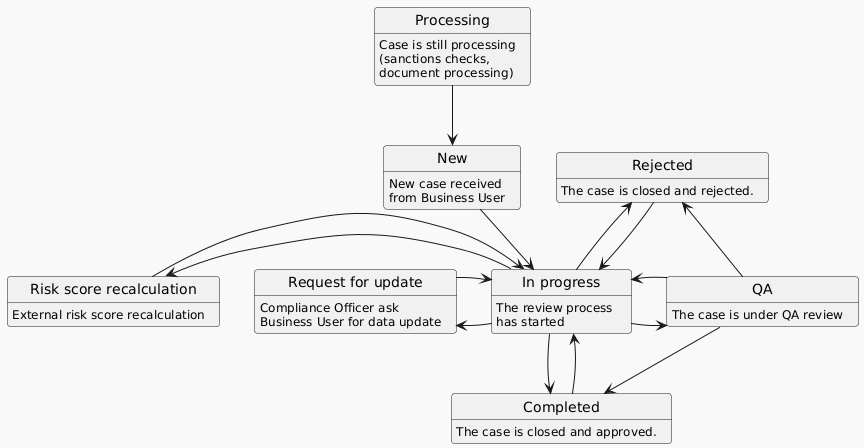 Processing
Case is still processing
(sanctions checks,
document processing)
New
New case received
from Business User
Rejected
The case is closed and rejected.
Risk score recalculation
External risk score recalculation
Request for update
Compliance Officer ask
Business User for data update
In progress
The review process
has started
QA
The case is under QA review
Completed
The case is closed and approved.